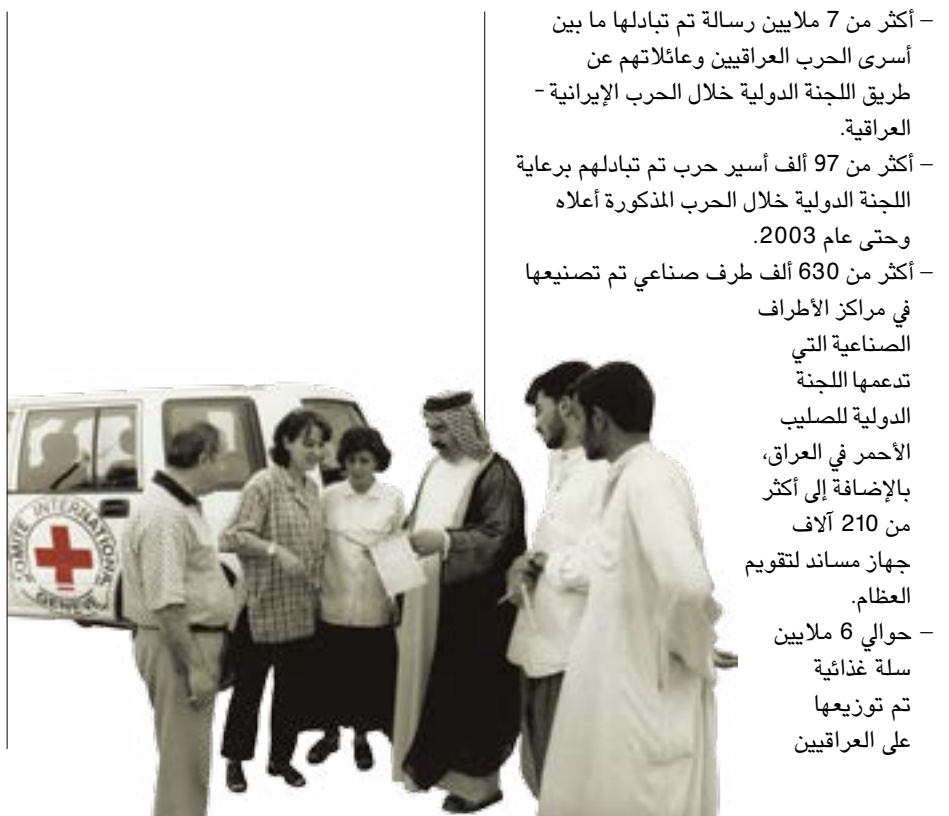 – أكثر من 7 ملايين رسالة تم تبادلها ما بين
أسرى الحرب العراقيين وعائلاتهم عن
طريق اللجنة الدولية خلال الحرب الإيرانية –
العراقية.
– أكثر من 97 ألف أسير حرب تم تبادلهم برعاية
اللجنة الدولية خلال الحرب المذكورة أعلاه
وحتى عام 2003.
– أكثر من 630 ألف طرف صناعي تم تصنيعها
في مراكز الأطراف
الصناعية التي
تدعمها اللجنة
الدولية للصليب
الأحمر في العراق،
بالإضافة إلى أكثر
من 210 آلاف
جهاز مساند لتقويم
العظام.
– حوالي 6 ملايين
سلة غذائية
تم توزيعها
على العراقيين
COMITE INTERNATIONAL
GENEVE